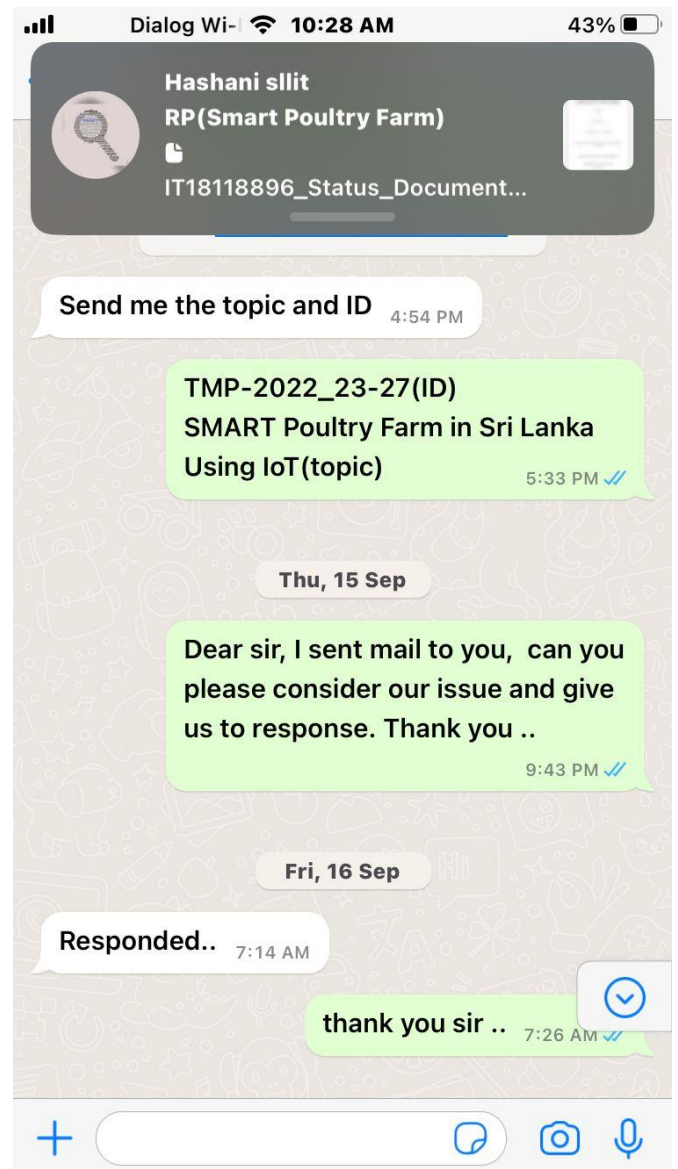 Dialog Wi- 10:28 AM 43%
Hashani sllit
RP(Smart Poultry Farm)
IT18118896_Status_Document...
Send me the topic and ID 4:54 PM
TMP-2022_23-27(ID)
SMART Poultry Farm in Sri Lanka
Using IoT(topic) 5:33 PM
Thu, 15 Sep
Dear sir, I sent mail to you, can you
please consider our issue and give
us to response. Thank you ..
9:43 PM
Fri, 16 Sep
Responded.. 7:14 AM
thank you sir .. 7:26 AM